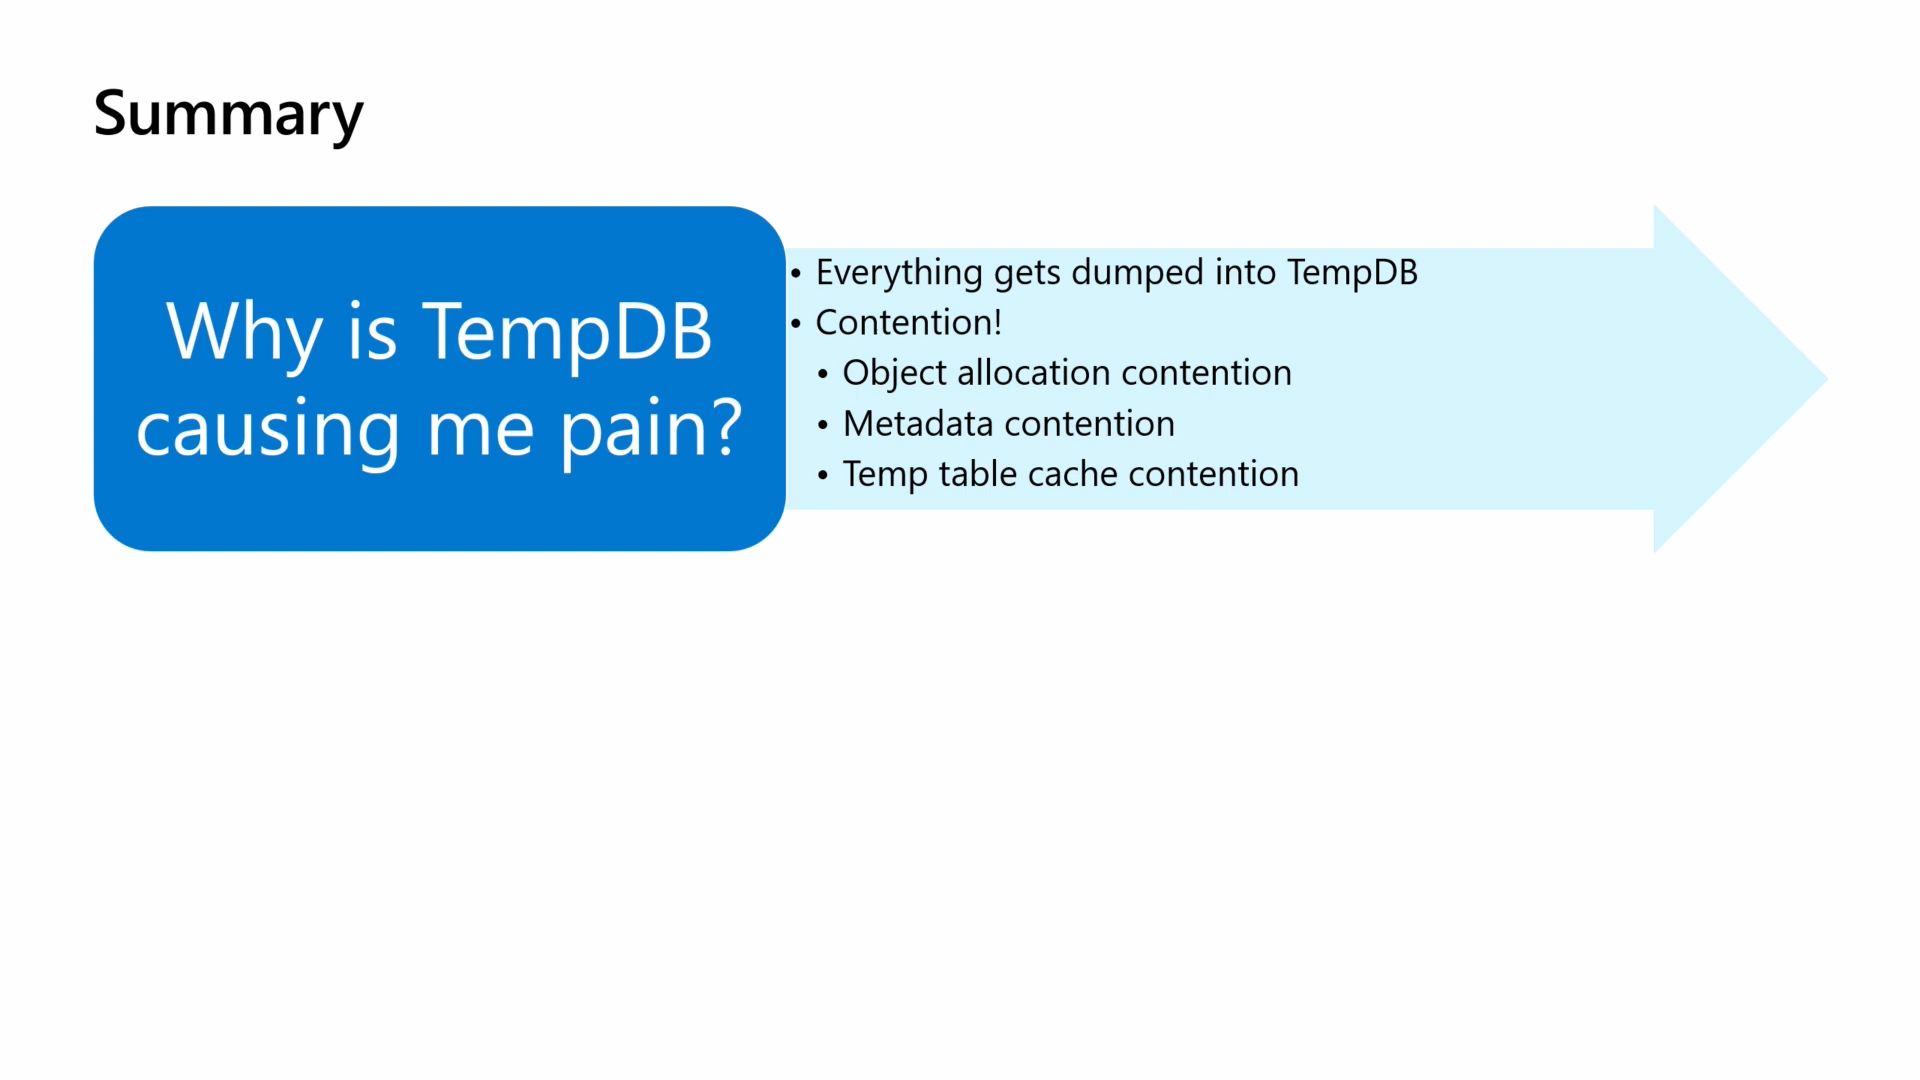 Summary
Why is TempDB
causing me pain?
• Everything gets dumped into TempDB
• Contention!
• Object allocation contention
• Metadata contention
• Temp table cache contention